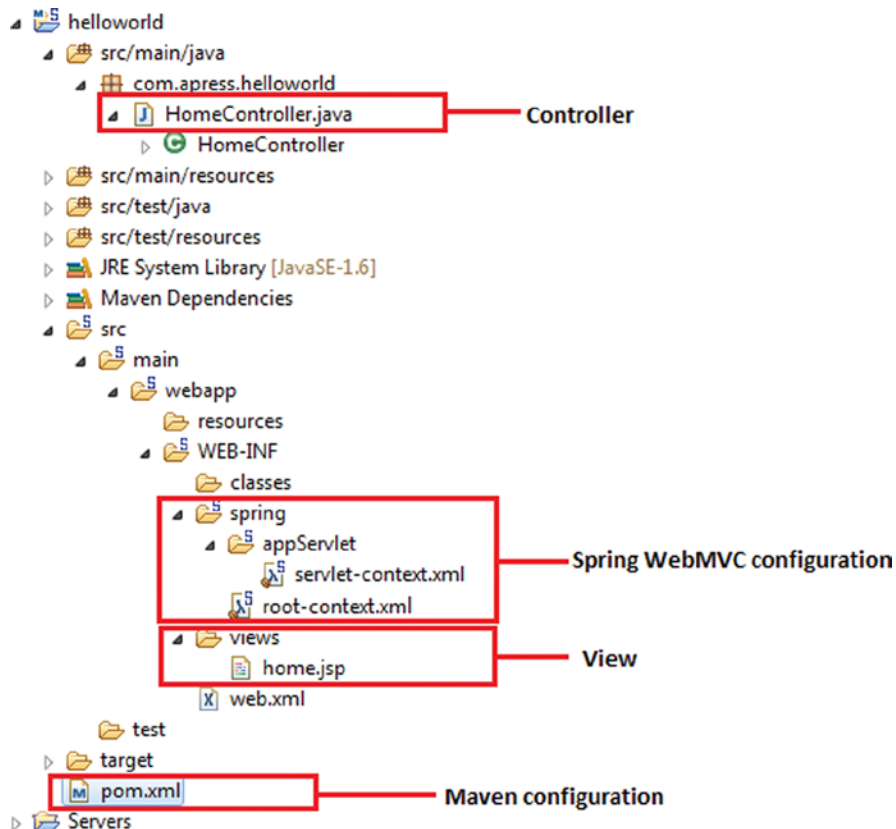 helloworld
src/main/java
com.apress.helloworld
HomeController.java
Controller
HomeController
src/main/resources
src/test/java
src/test/resources
JRE System Library [JavaSE-1.6]
Maven Dependencies
src
main
webapp
resources
WEB-INF
classes
spring
appServlet
Spring WebMVC configuration
servlet-context.xml
root-context.xml
views
View
home.jsp
web.xml
test
target
pom.xml
Maven configuration
Servers